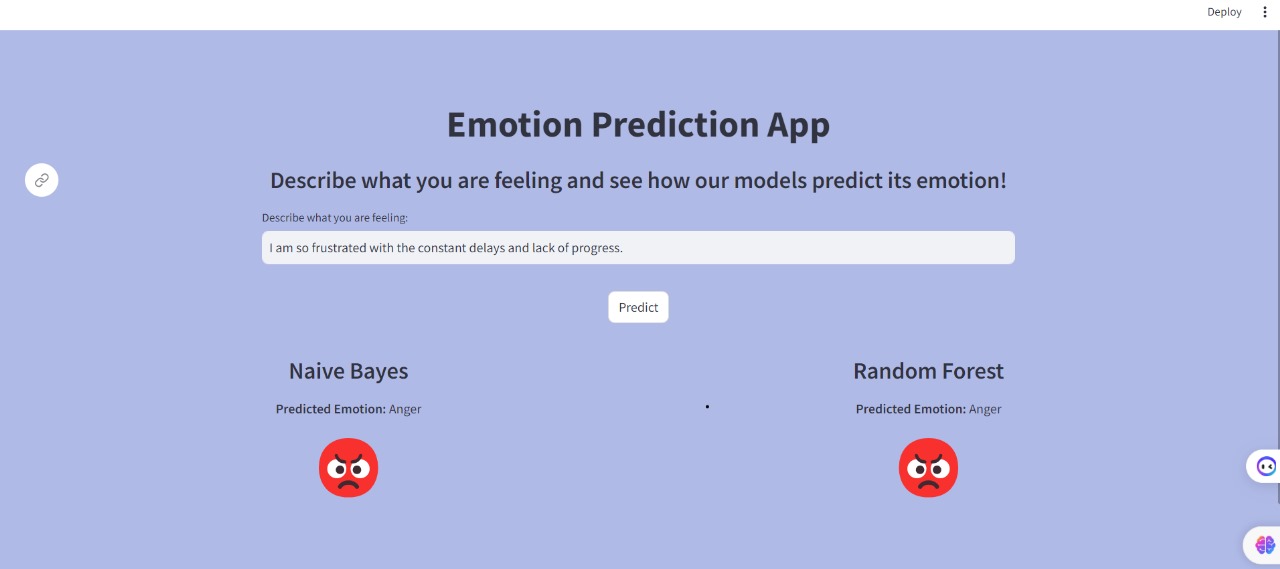 Deploy
Emotion Prediction App
Describe what you are feeling and see how our models predict its emotion!
Describe what you are feeling:
I am so frustrated with the constant delays and lack of progress.
Predict
Naive Bayes
Random Forest
Predicted Emotion: Anger
Predicted Emotion: Anger